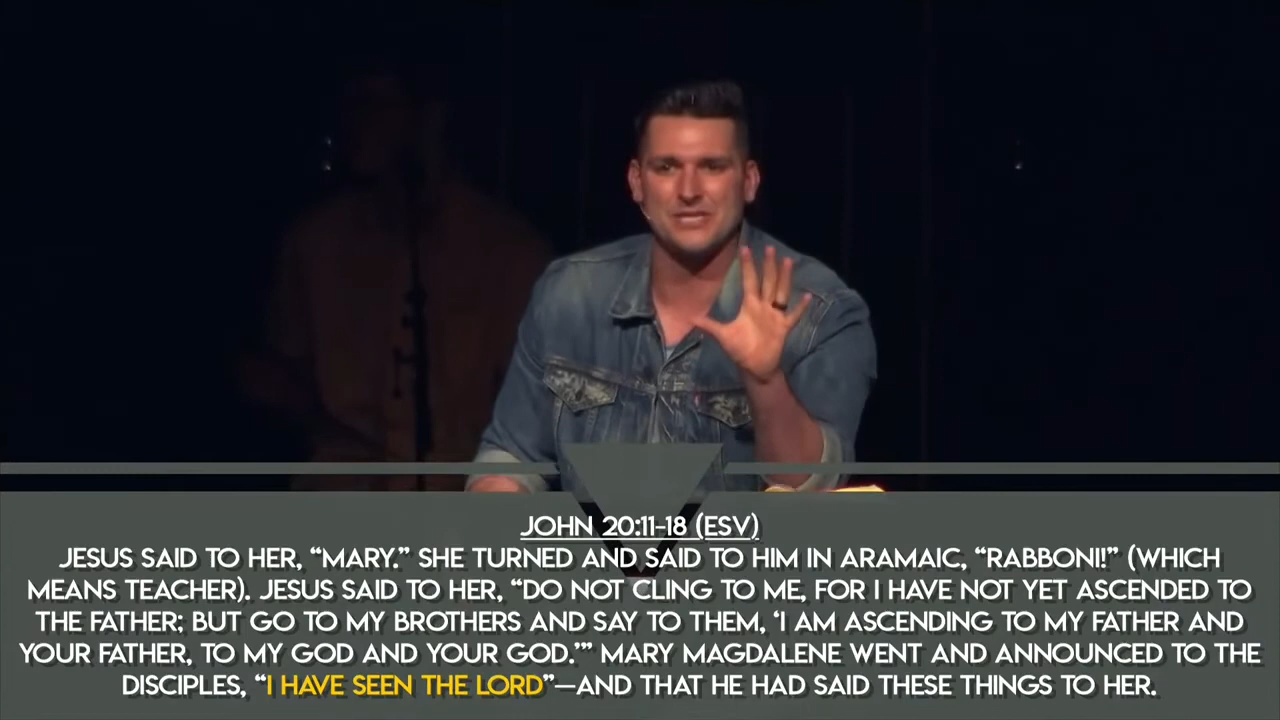 JOHN 20:11-18 (ESV)
JESUS SAID TO HER, “MARY.” SHE TURNED AND SAID TO HIM IN ARAMAIC, “RABBONI!” (WHICH
MEANS TEACHER). JESUS SAID TO HER, “DO NOT CLING TO ME, FOR I HAVE NOT YET ASCENDED TO
THE FATHER; BUT GO TO MY BROTHERS AND SAY TO THEM, ‘I AM ASCENDING TO MY FATHER AND
YOUR FATHER, TO MY GOD AND YOUR GOD.’” MARY MAGDALENE WENT AND ANNOUNCED TO THE
DISCIPLES, “I HAVE SEEN THE LORD”—AND THAT HE HAD SAID THESE THINGS TO HER.